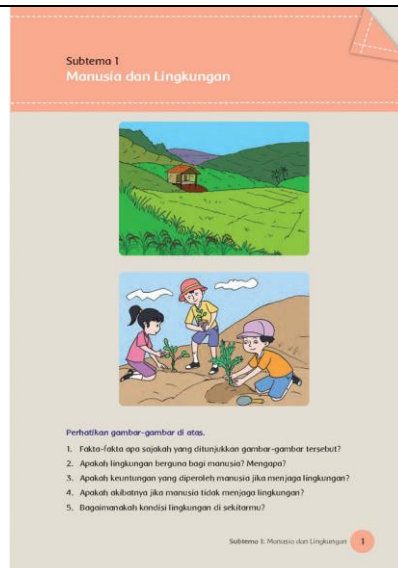 Subtema 1
Manusia dan Lingkungan
Perhatikan gambar-gambar di atas.
1. Fakta-fakta apa sajakah yang ditunjukkan gambar-gambar tersebut?
2. Apakah lingkungan berguna bagi manusia? Mengapa?
3. Apakah keuntungan yang diperoleh manusia jika menjaga lingkungan?
4. Apakah akibatnya jika manusia tidak menjaga lingkungan?
5. Bagaimanakah kondisi lingkungan di sekitarmu?
Subtema 1: Manusia dan Lingkungan 1